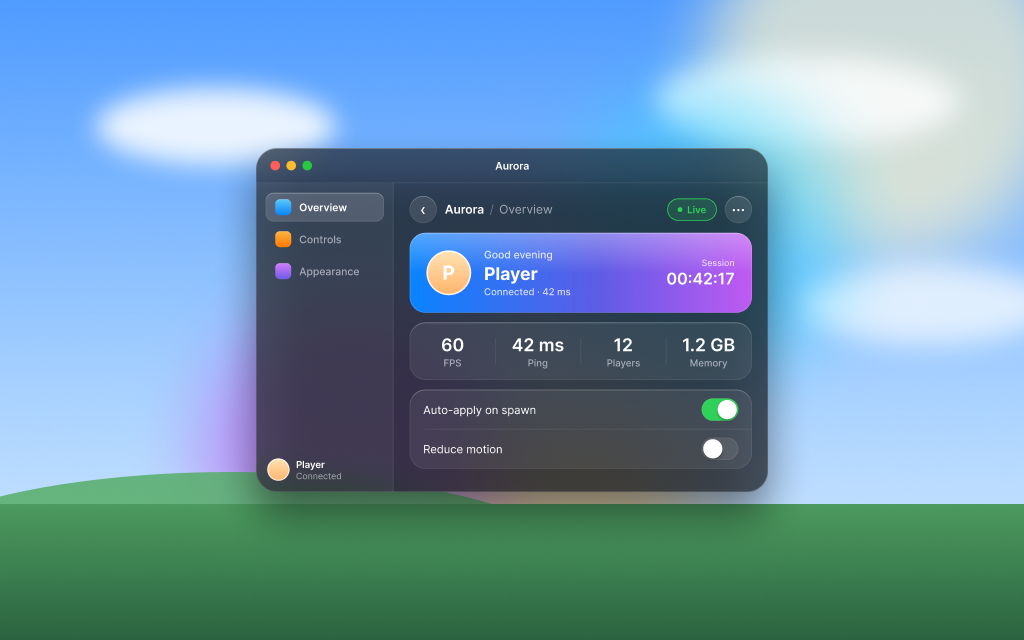 Aurora
Overview
Controls
Appearance
Player
Connected
‹ Aurora / Overview
Live
Good evening
Player
Connected · 42 ms
Session
00:42:17
60
FPS
42 ms
Ping
12
Players
1.2 GB
Memory
Auto-apply on spawn
Reduce motion
P